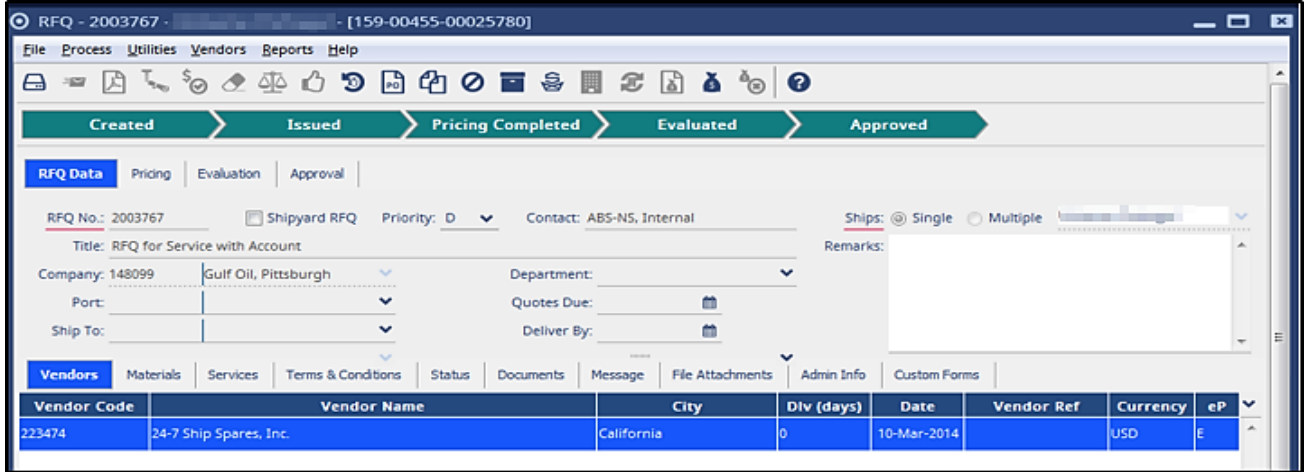 RFQ - 2003767 - - [159-00455-00025780]
File Process Utilities Vendors Reports Help
PO
Created Issued Pricing Completed Evaluated Approved
RFQ Data Pricing Evaluation Approval
RFQ No.: 2003767 Shipyard RFQ Priority: D Contact: ABS-NS, Internal Ships: Single Multiple
Title: RFQ for Service with Account Remarks:
Company: 148099 Gulf Oil, Pittsburgh Department:
Port: Quotes Due:
Ship To: Deliver By:
Vendors Materials Services Terms & Conditions Status Documents Message File Attachments Admin Info Custom Forms
Vendor Code Vendor Name City Dlv (days) Date Vendor Ref Currency eP
223474 24-7 Ship Spares, Inc. California 0 10-Mar-2014 USD E